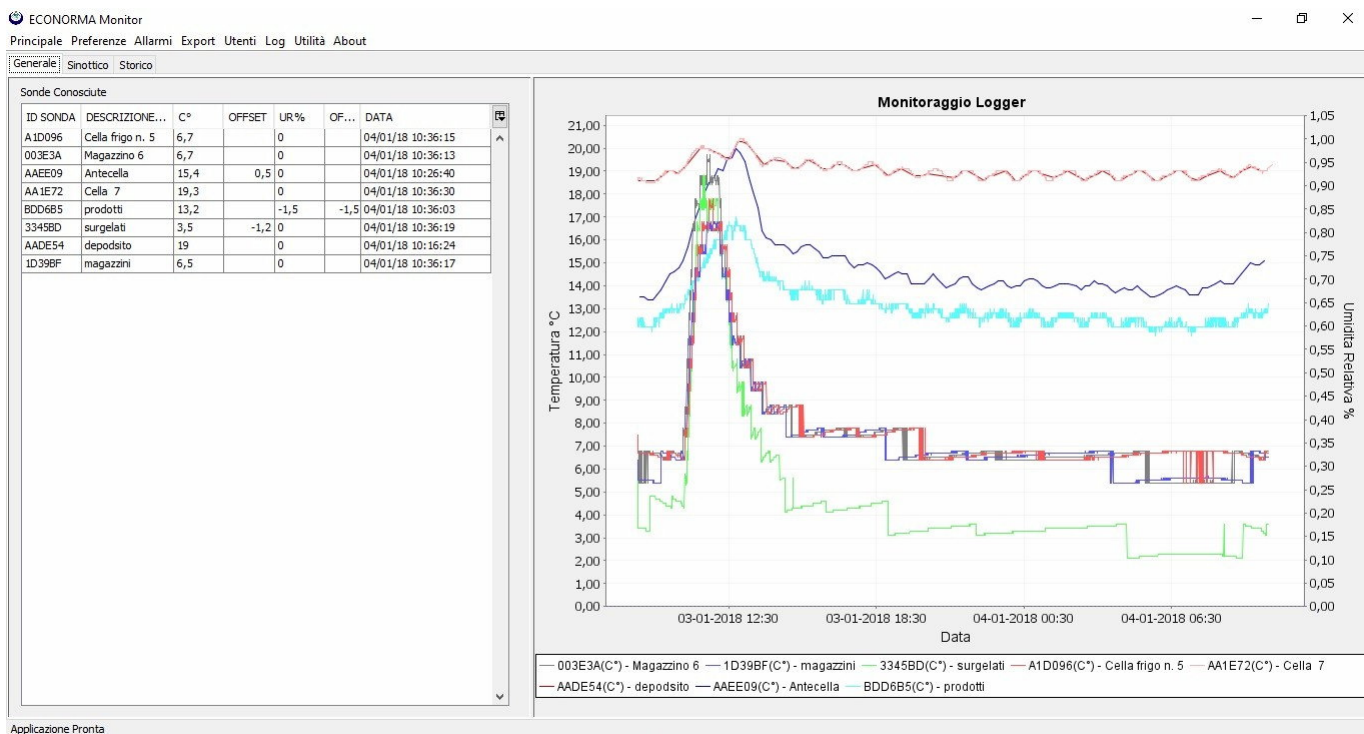 ECONORMA Monitor
Principale Preferenze Allarmi Export Utenti Log Utilità About
Generale Sinottico Storico
Sonde Conosciute
ID SONDA DESCRIZIONE... C° OFFSET UR% OF... DATA
A1D096 Cella frigo n. 5 6,7 0 04/01/18 10:36:15
003E3A Magazzino 6 6,7 0 04/01/18 10:36:13
AAEE09 Antecella 15,4 0,5 0 04/01/18 10:26:40
AA1E72 Cella 7 19,3 0 04/01/18 10:36:30
BDD6B5 prodotti 13,2 -1,5 -1,5 04/01/18 10:36:03
3345BD surgelati 3,5 -1,2 0 04/01/18 10:36:19
AADE54 depodsito 19 0 04/01/18 10:16:24
1D39BF magazzini 6,5 0 04/01/18 10:36:17
Monitoraggio Logger
Temperatura °C
21,00
20,00
19,00
18,00
17,00
16,00
15,00
14,00
13,00
12,00
11,00
10,00
9,00
8,00
7,00
6,00
5,00
4,00
3,00
2,00
1,00
0,00
1,05
1,00
0,95
0,90
0,85
0,80
0,75
0,70
0,65
0,60
0,55
0,50
0,45
0,40
0,35
0,30
0,25
0,20
0,15
0,10
0,05
0,00
Umidita Relativa %
03-01-2018 12:30 03-01-2018 18:30 04-01-2018 00:30 04-01-2018 06:30
Data
003E3A(C°) - Magazzino 6 1D39BF(C°) - magazzini 3345BD(C°) - surgelati A1D096(C°) - Cella frigo n. 5 AA1E72(C°) - Cella 7
AADE54(C°) - depodsito AAEE09(C°) - Antecella BDD6B5(C°) - prodotti
Applicazione Pronta